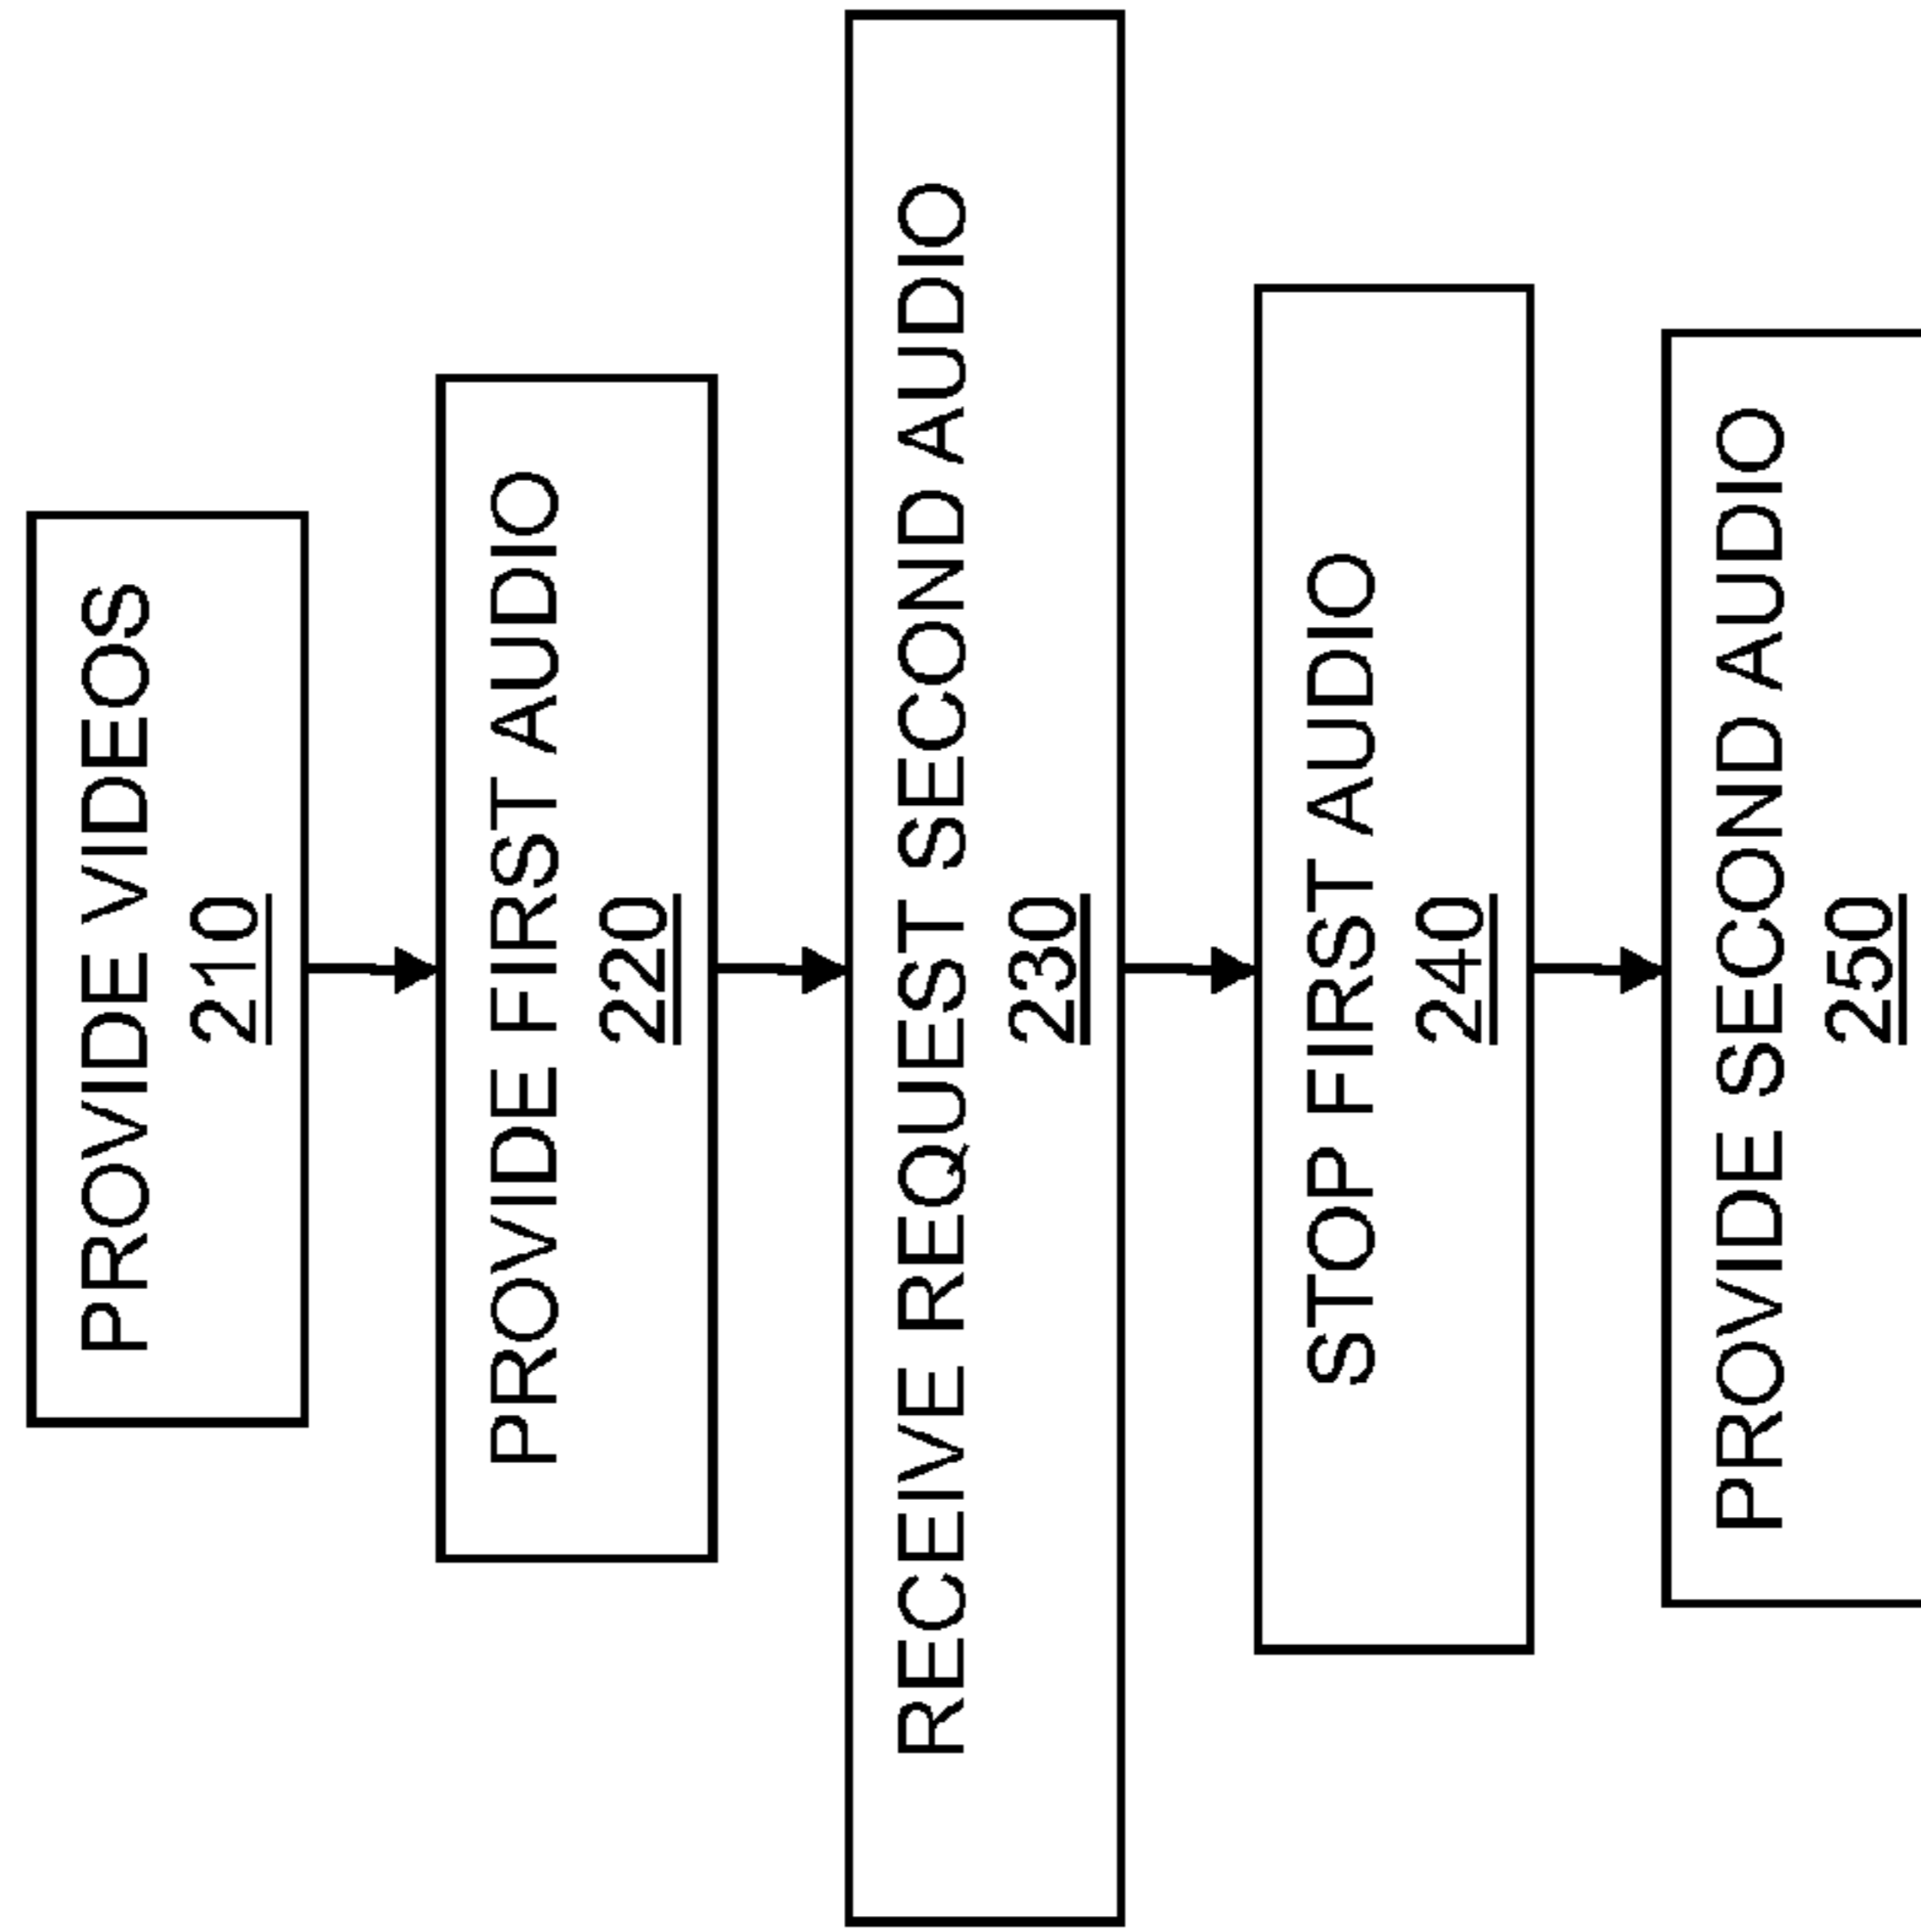 PROVIDE VIDEOS
210
PROVIDE FIRST AUDIO
220
RECEIVE REQUEST SECOND AUDIO
230
STOP FIRST AUDIO
240
PROVIDE SECOND AUDIO
250